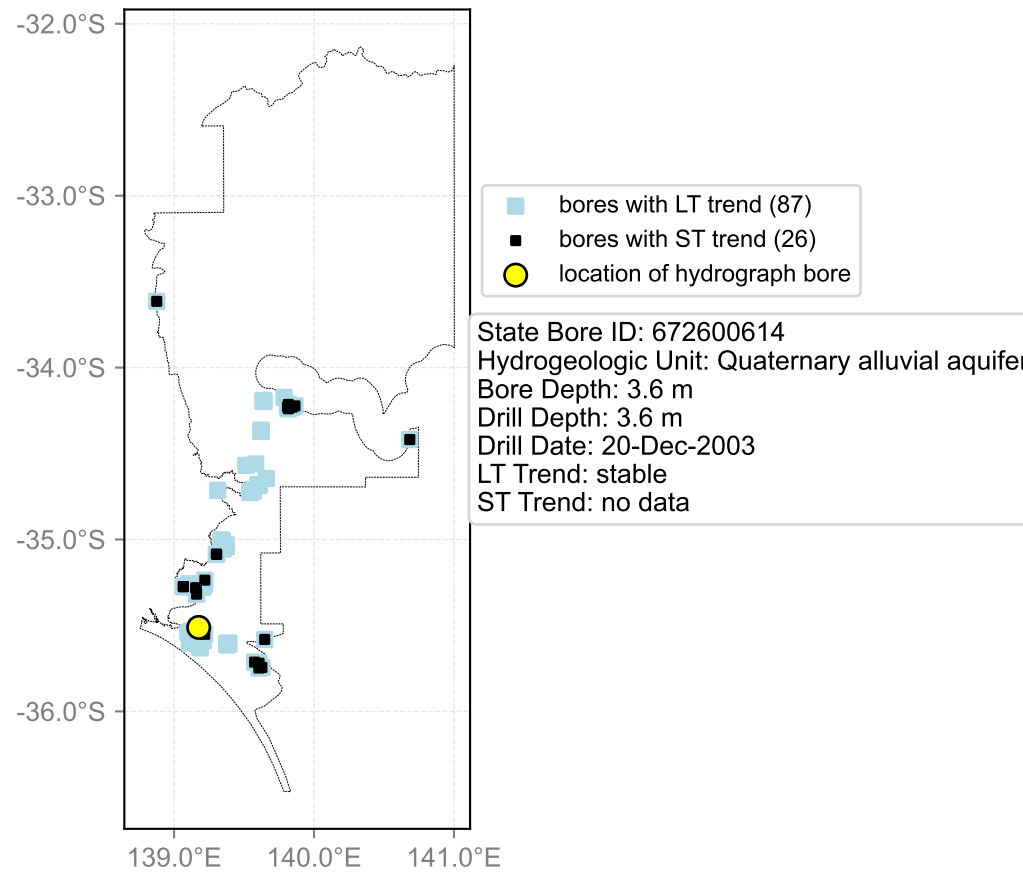 -32.0°S
-33.0°S
-34.0°S
-35.0°S
-36.0°S
139.0°E 140.0°E 141.0°E
bores with LT trend (87)
bores with ST trend (26)
location of hydrograph bore
State Bore ID: 672600614
Hydrogeologic Unit: Quaternary alluvial aquifer
Bore Depth: 3.6 m
Drill Depth: 3.6 m
Drill Date: 20-Dec-2003
LT Trend: stable
ST Trend: no data